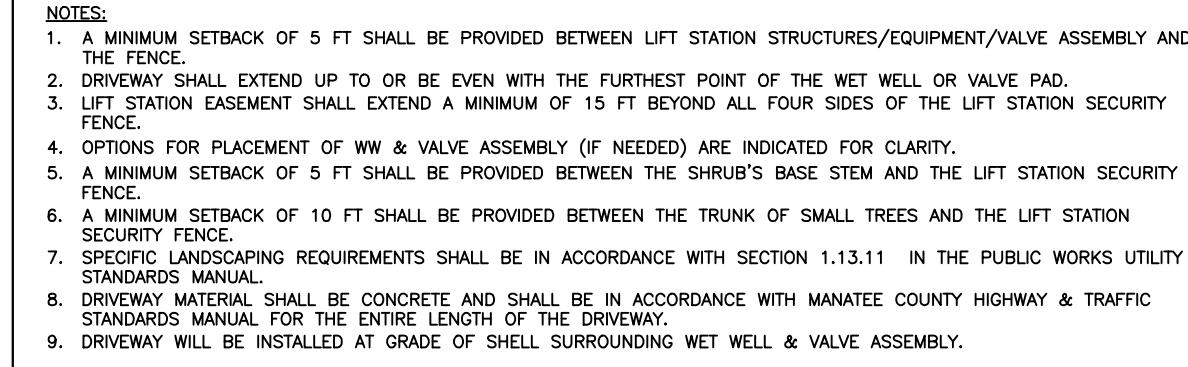 NOTES:
1. A MINIMUM SETBACK OF 5 FT SHALL BE PROVIDED BETWEEN LIFT STATION STRUCTURES/EQUIPMENT/VALVE ASSEMBLY AND
THE FENCE.
2. DRIVEWAY SHALL EXTEND UP TO OR BE EVEN WITH THE FURTHEST POINT OF THE WET WELL OR VALVE PAD.
3. LIFT STATION EASEMENT SHALL EXTEND A MINIMUM OF 15 FT BEYOND ALL FOUR SIDES OF THE LIFT STATION SECURITY
FENCE.
4. OPTIONS FOR PLACEMENT OF WW & VALVE ASSEMBLY (IF NEEDED) ARE INDICATED FOR CLARITY.
5. A MINIMUM SETBACK OF 5 FT SHALL BE PROVIDED BETWEEN THE SHRUB'S BASE STEM AND THE LIFT STATION SECURITY
FENCE.
6. A MINIMUM SETBACK OF 10 FT SHALL BE PROVIDED BETWEEN THE TRUNK OF SMALL TREES AND THE LIFT STATION
SECURITY FENCE.
7. SPECIFIC LANDSCAPING REQUIREMENTS SHALL BE IN ACCORDANCE WITH SECTION 1.13.11 IN THE PUBLIC WORKS UTILITY
STANDARDS MANUAL.
8. DRIVEWAY MATERIAL SHALL BE CONCRETE AND SHALL BE IN ACCORDANCE WITH MANATEE COUNTY HIGHWAY & TRAFFIC
STANDARDS MANUAL FOR THE ENTIRE LENGTH OF THE DRIVEWAY.
9. DRIVEWAY WILL BE INSTALLED AT GRADE OF SHELL SURROUNDING WET WELL & VALVE ASSEMBLY.